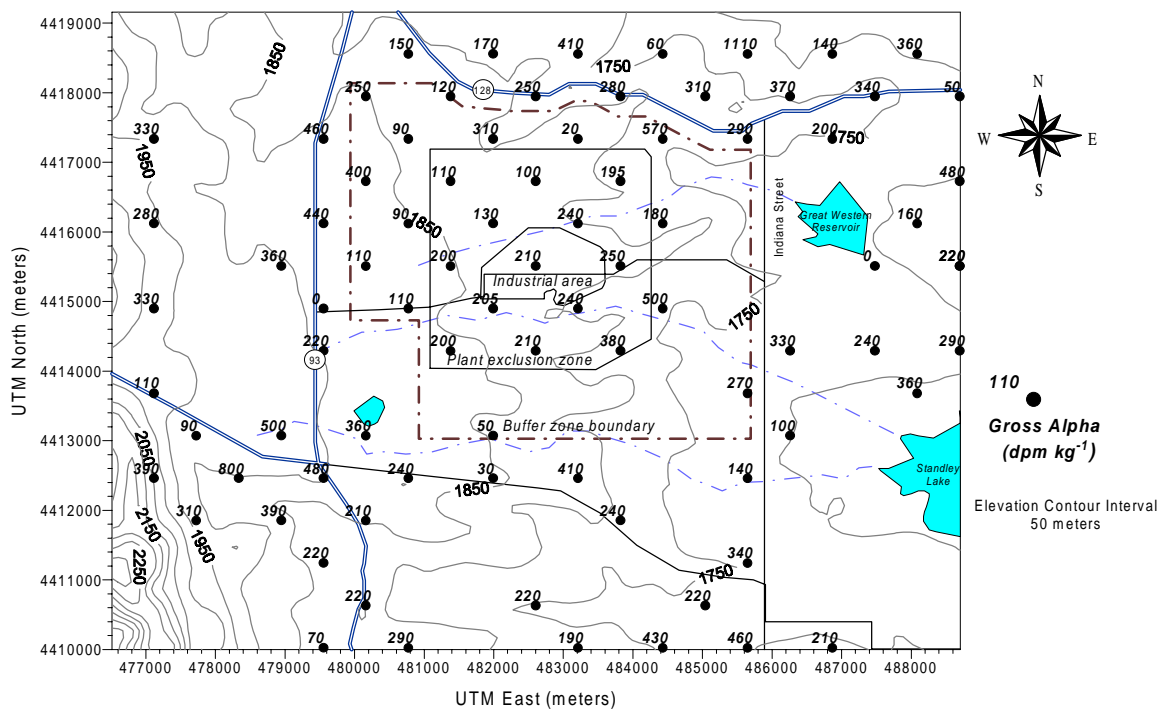 4419000
4418000
4417000
4416000
4415000
4414000
4413000
4412000
4411000
4410000
UTM North (meters)
477000 478000 479000 480000 481000 482000 483000 484000 485000 486000 487000 488000
UTM East (meters)
150 170 410 60 1110 140 360
1850
1750
250 120 128 250 280 310 370 340 50
330 460 90 310 20 570 290 200 1750
1950
400 110 100 195 480
280 440 90 1850 130 240 180 160
Indiana Street
Great Western
Reservoir
360 110 200 210 250 0 220
Industrial area
330 0 110 205 240 500
1750
220 200 210 380 330 240 290
93
Plant exclusion zone
110 270 360
90 500 360 50 100
Buffer zone boundary
2050
390 800 480 240 30 410 140
1850
Standley
Lake
310 390 210 240
2150
1950
220 340
2250
1750
220 220 220
70 290 190 430 460 210
N
W E
S
110
Gross Alpha
(dpm kg-1)
Elevation Contour Interval
50 meters